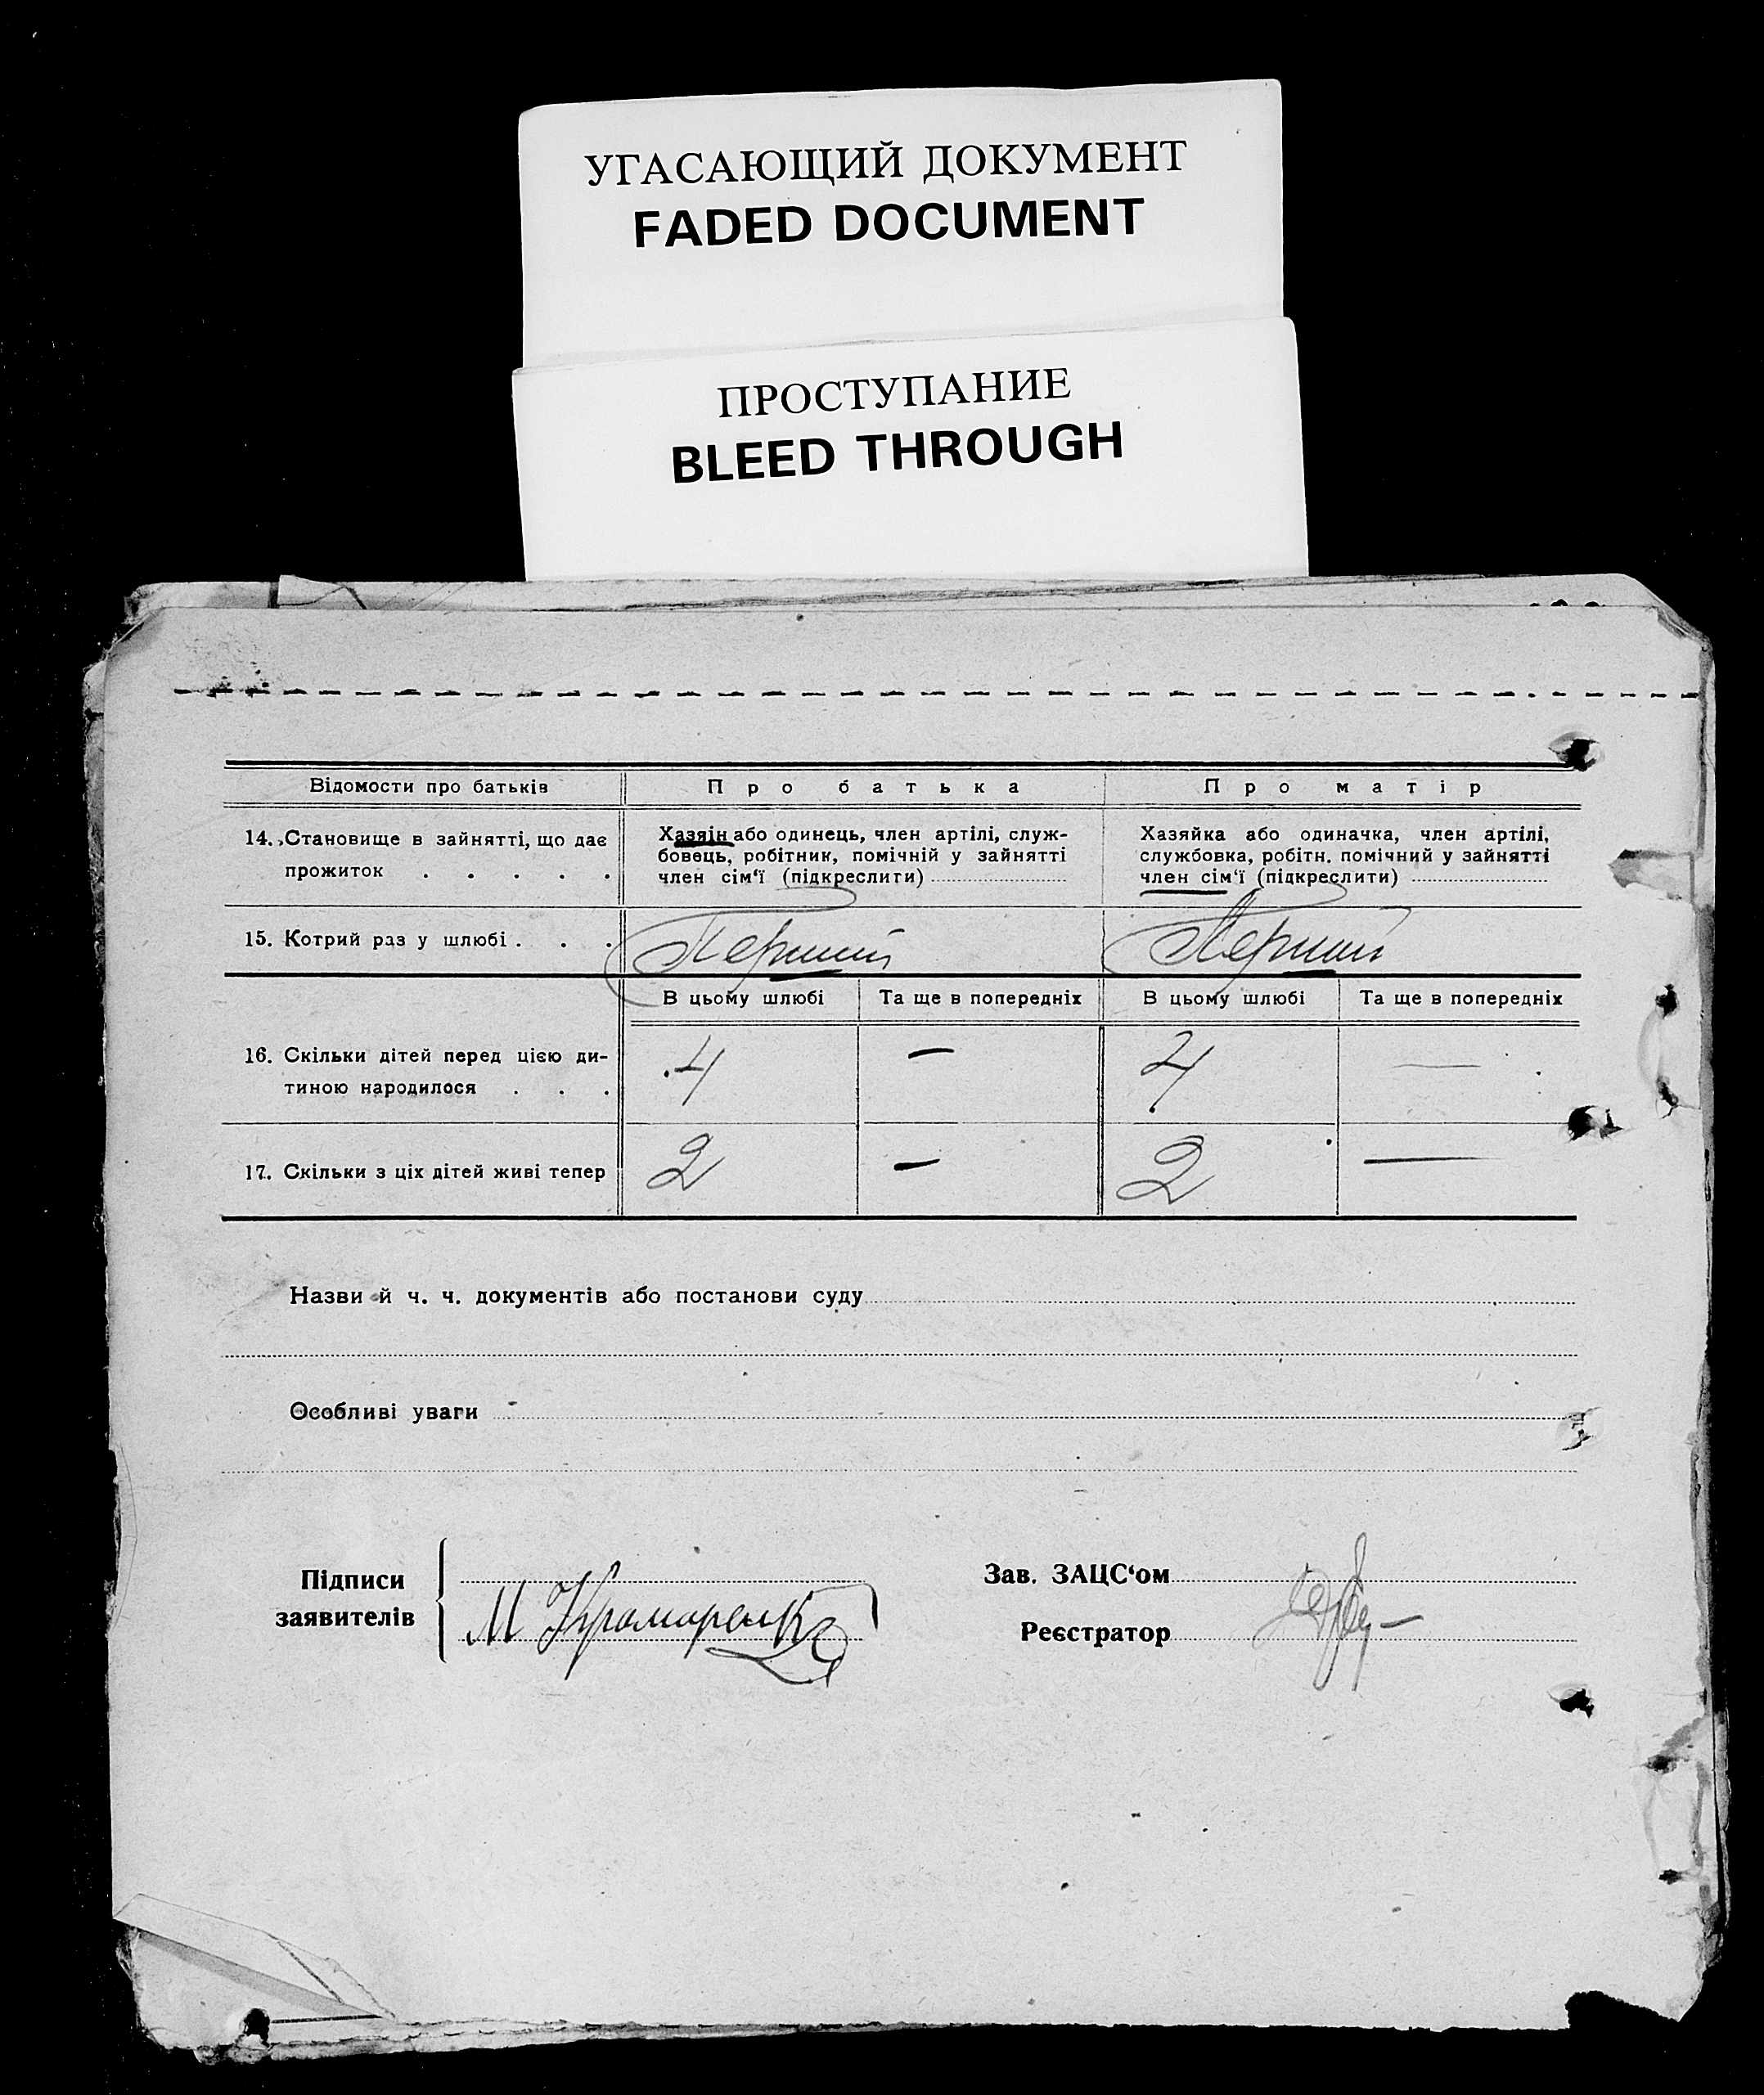 УГАСАЮЩИЙ ДОКУМЕНТ
FADED DOCUMENT
ПРОСТУПАНИЕ
BLEED THROUGH
Відомости про батьків
Про батька
Про матір
14. Становище в зайнятті, що дає
прожиток . . . . .
Хазяїн або одинець, член артілі, служ-
бовець, робітник, помічній у зайнятті
член сім‘ї (підкреслити)
Хазяйка або одиначка, член артілі,
службовка, робітн. помічний у зайнятті
член сім‘ї (підкреслити)
15. Котрий раз у шлюбі . . .
Перший
Перший
В цьому шлюбі
Та ще в попередніх
В цьому шлюбі
Та ще в попередніх
16. Скільки дітей перед цією ди-
тиною народилося . . .
4
—
4
—
17. Скільки з ціх дітей живі тепер
2
—
2
—
Назви й ч. ч. документів або постанови суду
Особливі уваги
Підписи
заявителів
М Крамаренко
Зав. ЗАЦС‘ом
Реєстратор